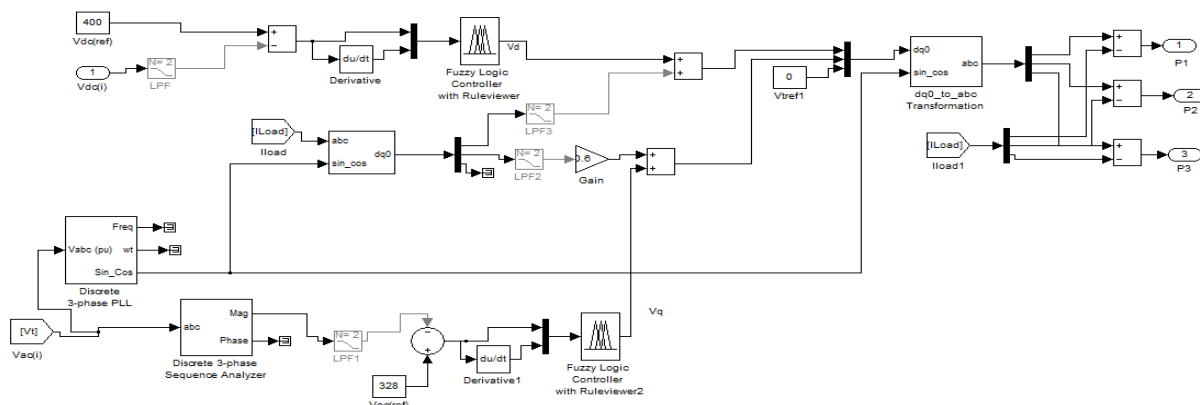 400
Vdc(ref)
1
Vdc(i)
N= 2
LPF
+
−
du/dt
Derivative
Fuzzy Logic
Controller
with Ruleviewer
Vd
+
+
N= 2
LPF3
0
Vtref1
dq0
sin_cos
abc
dq0_to_abc
Transformation
+
−
1
P1
+
−
2
P2
+
−
3
P3
[ILoad]
Iload1
[ILoad]
Iload
abc
sin_cos
dq0
N= 2
LPF2
0.6
Gain
+
+
Freq
Vabc (pu)
wt
Sin_Cos
Discrete
3-phase PLL
[Vt]
Vac(i)
abc
Mag
Phase
Discrete 3-phase
Sequence Analyzer
N= 2
LPF1
−
+
328
du/dt
Derivative1
Fuzzy Logic
Controller
with Ruleviewer2
Vq